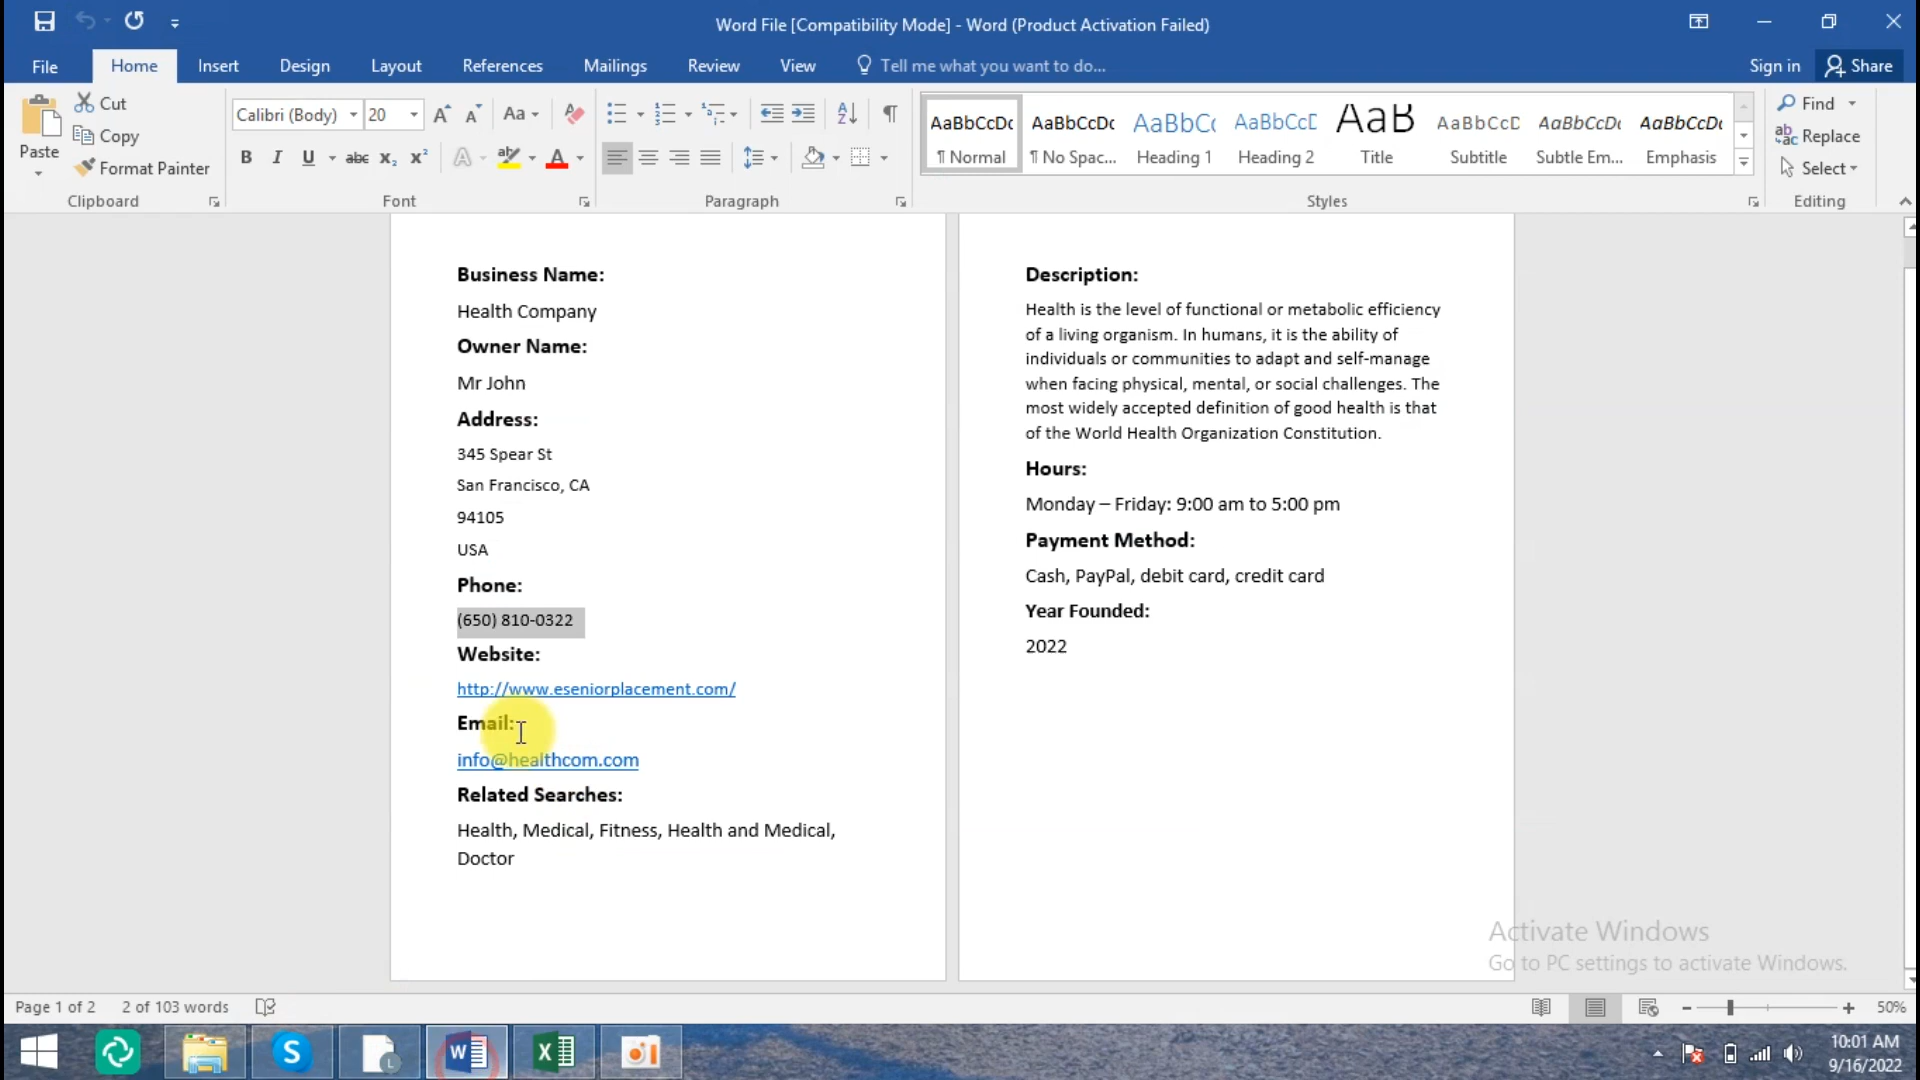 Word File [Compatibility Mode] - Word (Product Activation Failed)
File Home Insert Design Layout References Mailings Review View Tell me what you want to do... Sign in Share
Paste
Cut
Copy
Format Painter
Clipboard
Calibri (Body) 20
Font
Paragraph
AaBbCcDc AaBbCcDc AaBbCc AaBbCcE AaB AaBbCcD AaBbCcDc AaBbCcDc
¶ Normal ¶ No Spac... Heading 1 Heading 2 Title Subtitle Subtle Em... Emphasis
Styles
Find
Replace
Select
Editing
Business Name:
Health Company
Owner Name:
Mr John
Address:
345 Spear St
San Francisco, CA
94105
USA
Phone:
(650) 810-0322
Website:
http://www.eseniorplacement.com/
Email:
info@healthcom.com
Related Searches:
Health, Medical, Fitness, Health and Medical,
Doctor
Description:
Health is the level of functional or metabolic efficiency
of a living organism. In humans, it is the ability of
individuals or communities to adapt and self-manage
when facing physical, mental, or social challenges. The
most widely accepted definition of good health is that
of the World Health Organization Constitution.
Hours:
Monday – Friday: 9:00 am to 5:00 pm
Payment Method:
Cash, PayPal, debit card, credit card
Year Founded:
2022
Activate Windows
Go to PC settings to activate Windows.
Page 1 of 2 2 of 103 words 50%
10:01 AM
9/16/2022